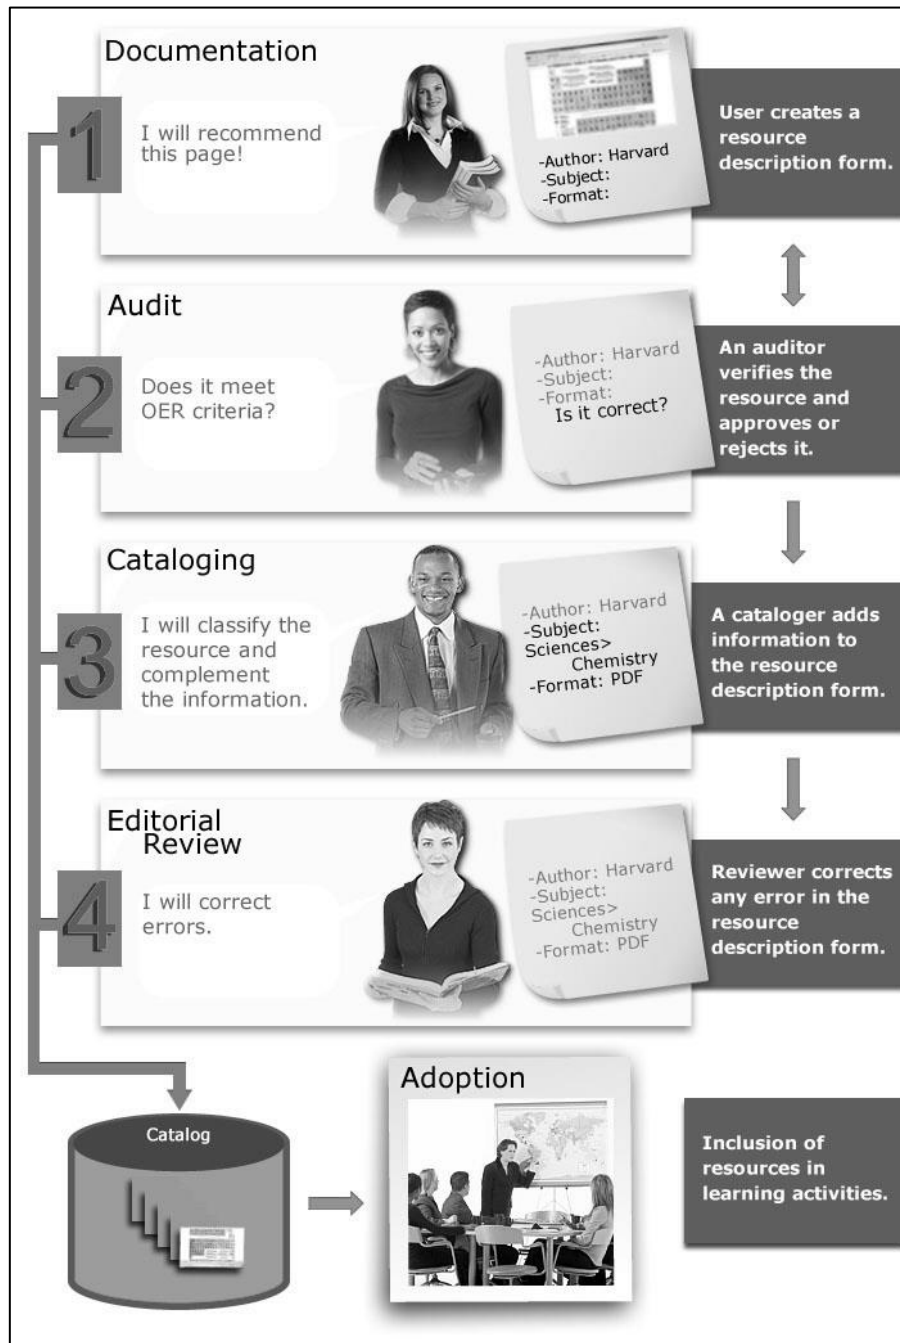 Documentation
1
I will recommend
this page!
-Author: Harvard
-Subject:
-Format:
User creates a
resource
description form.
Audit
2
Does it meet
OER criteria?
-Author: Harvard
-Subject:
-Format:
Is it correct?
An auditor
verifies the
resource and
approves or
rejects it.
Cataloging
3
I will classify the
resource and
complement
the information.
-Author: Harvard
-Subject:
Sciences>
Chemistry
-Format: PDF
A cataloger adds
information to
the resource
description form.
Editorial
Review
4
I will correct
errors.
-Author: Harvard
-Subject:
Sciences>
Chemistry
-Format: PDF
Reviewer corrects
any error in the
resource
description form.
Catalog
Adoption
Inclusion of
resources in
learning activities.